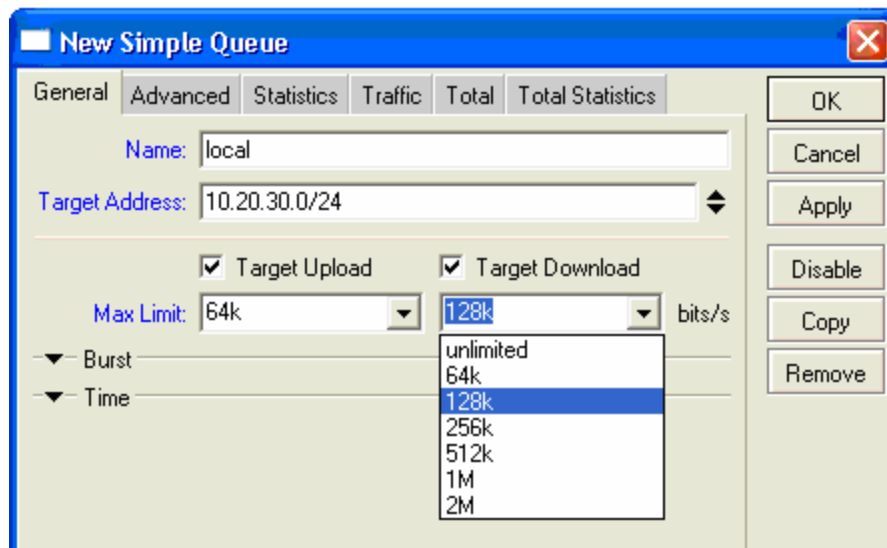 New Simple Queue
General Advanced Statistics Traffic Total Total Statistics
OK
Name: local
Cancel
Target Address: 10.20.30.0/24
Apply
Target Upload Target Download
Disable
Max Limit: 64k 128k bits/s
Copy
Burst
unlimited
64k
Remove
Time
128k
256k
512k
1M
2M